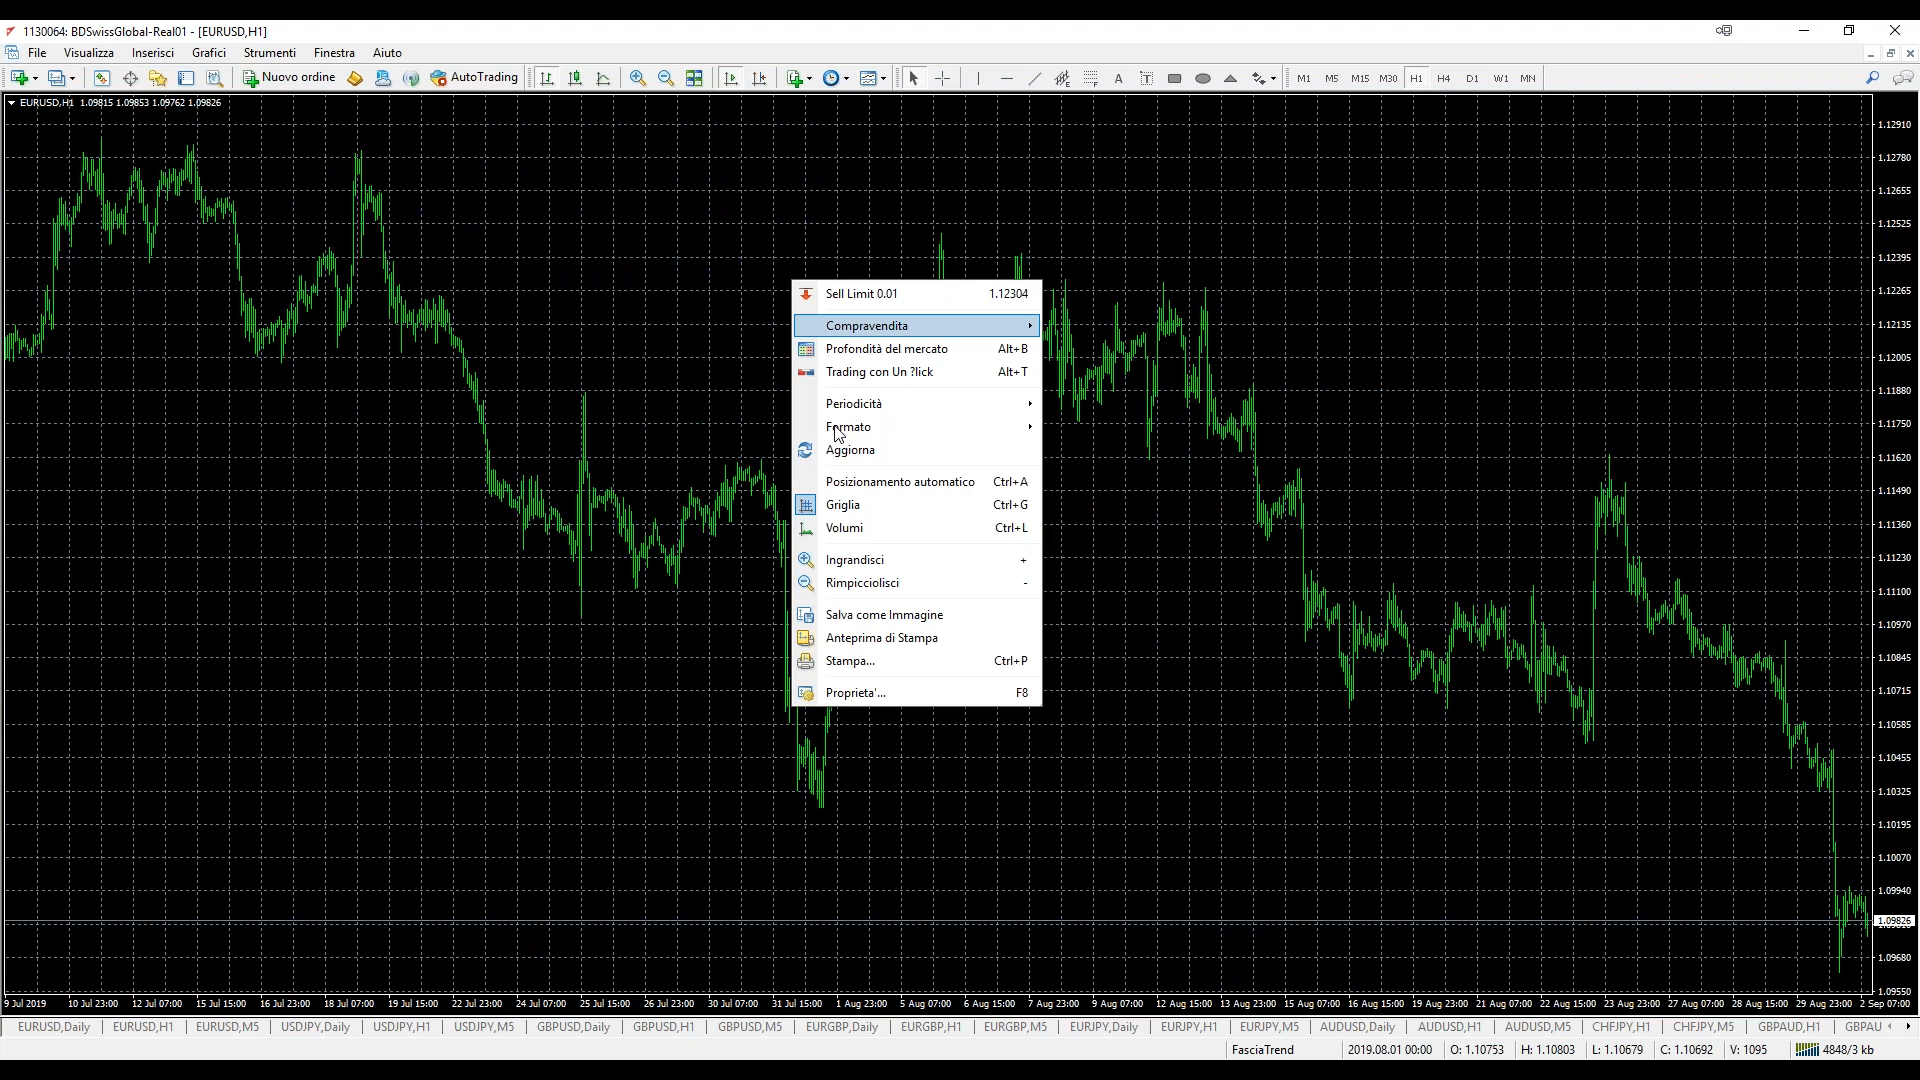 1130064: BDSwissGlobal-Real01 - [EURUSD,H1]
File Visualizza Inserisci Grafici Strumenti Finestra Aiuto
Nuovo ordine AutoTrading A T M1 M5 M15 M30 H1 H4 D1 W1 MN
EURUSD,H1 1.09815 1.09853 1.09762 1.09826
1.12910
1.12780
1.12655
1.12525
1.12395
1.12265
1.12135
1.12005
1.11880
1.11750
1.11620
1.11490
1.11360
1.11230
1.11100
1.10970
1.10845
1.10715
1.10585
1.10455
1.10325
1.10195
1.10070
1.09940
1.09826
1.09680
1.09550
Sell Limit 0.01 1.12304
Compravendita
Profondità del mercato Alt+B
Trading con Un ?lick Alt+T
Periodicità
Formato
Aggiorna
Posizionamento automatico Ctrl+A
Griglia Ctrl+G
Volumi Ctrl+L
Ingrandisci +
Rimpicciolisci -
Salva come Immagine
Anteprima di Stampa
Stampa... Ctrl+P
Proprieta'... F8
9 Jul 2019 10 Jul 23:00 12 Jul 07:00 15 Jul 15:00 16 Jul 23:00 18 Jul 07:00 19 Jul 15:00 22 Jul 23:00 24 Jul 07:00 25 Jul 15:00 26 Jul 23:00 30 Jul 07:00 31 Jul 15:00 1 Aug 23:00 5 Aug 07:00 6 Aug 15:00 7 Aug 23:00 9 Aug 07:00 12 Aug 15:00 13 Aug 23:00 15 Aug 07:00 16 Aug 15:00 19 Aug 23:00 21 Aug 07:00 22 Aug 15:00 23 Aug 23:00 27 Aug 07:00 28 Aug 15:00 29 Aug 23:00 2 Sep 07:00
EURUSD,Daily EURUSD,H1 EURUSD,M5 USDJPY,Daily USDJPY,H1 USDJPY,M5 GBPUSD,Daily GBPUSD,H1 GBPUSD,M5 EURGBP,Daily EURGBP,H1 EURGBP,M5 EURJPY,Daily EURJPY,H1 EURJPY,M5 AUDUSD,Daily AUDUSD,H1 AUDUSD,M5 CHFJPY,H1 CHFJPY,M5 GBPAUD,H1 GBPAU
FasciaTrend 2019.08.01 00:00 O: 1.10753 H: 1.10803 L: 1.10679 C: 1.10692 V: 1095 4848/3 kb